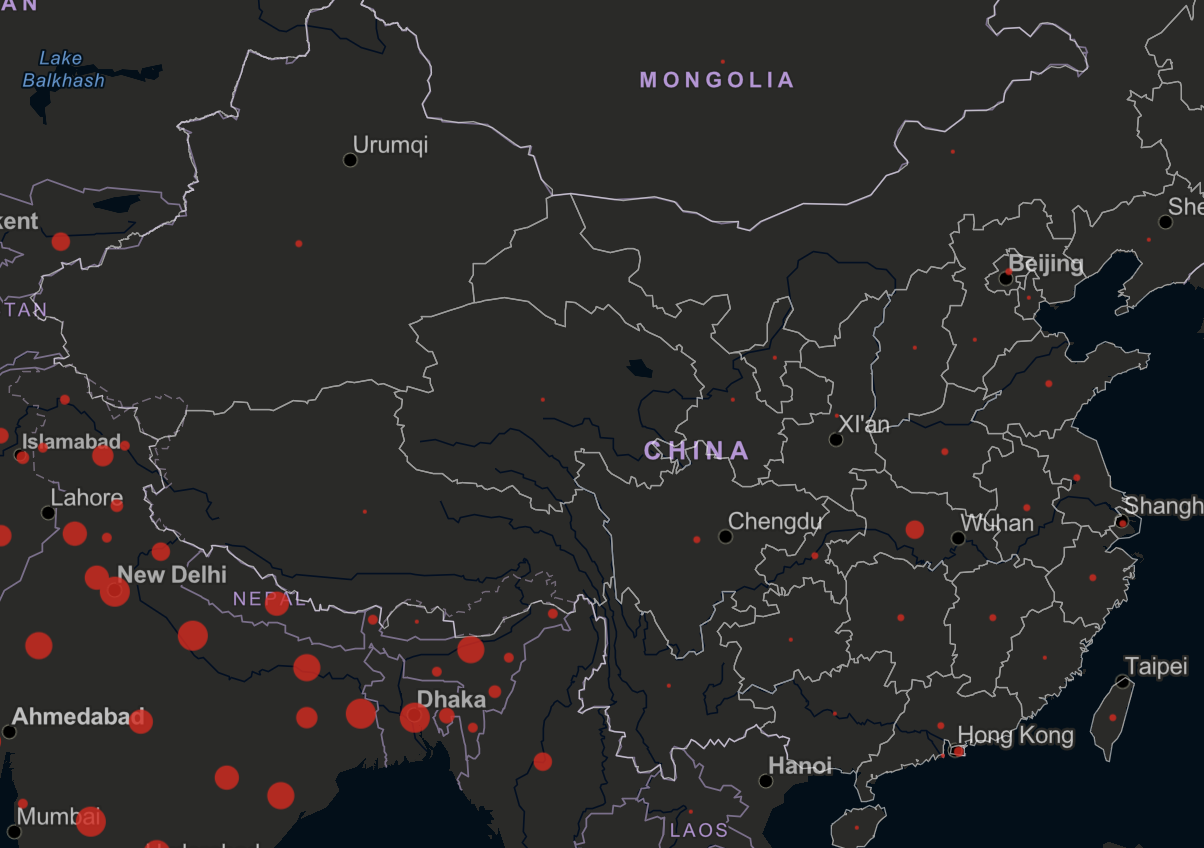 AN
Lake
Balkhash
MONGOLIA
Urumqi
kent
She
Beijing
TAN
XI'an
Islamabad
CHINA
Lahore
Shangh
Chengdu
Wuhan
New Delhi
NEPAL
Taipei
Dhaka
Ahmedabad
Hong Kong
Hanoi
Mumbai
LAOS